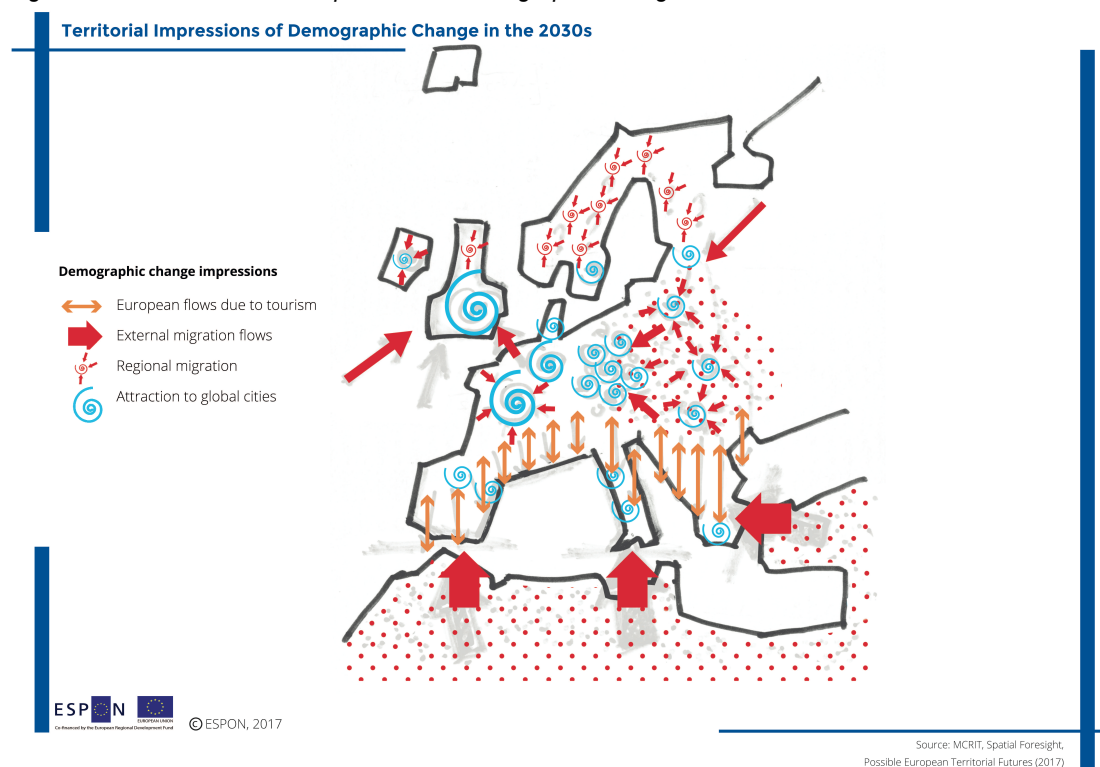 Territorial Impressions of Demographic Change in the 2030s
Demographic change impressions
European flows due to tourism
External migration flows
Regional migration
Attraction to global cities
ESPON
EUROPEAN UNION
Co-financed by the European Regional Development Fund
© ESPON, 2017
Source: MCRIT, Spatial Foresight,
Possible European Territorial Futures (2017)